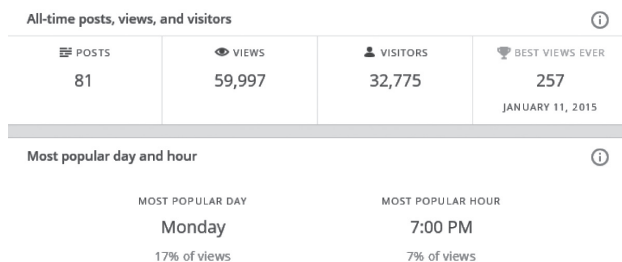 All-time posts, views, and visitors
POSTS
81
VIEWS
59,997
VISITORS
32,775
BEST VIEWS EVER
257
JANUARY 11, 2015
Most popular day and hour
MOST POPULAR DAY
Monday
17% of views
MOST POPULAR HOUR
7:00 PM
7% of views